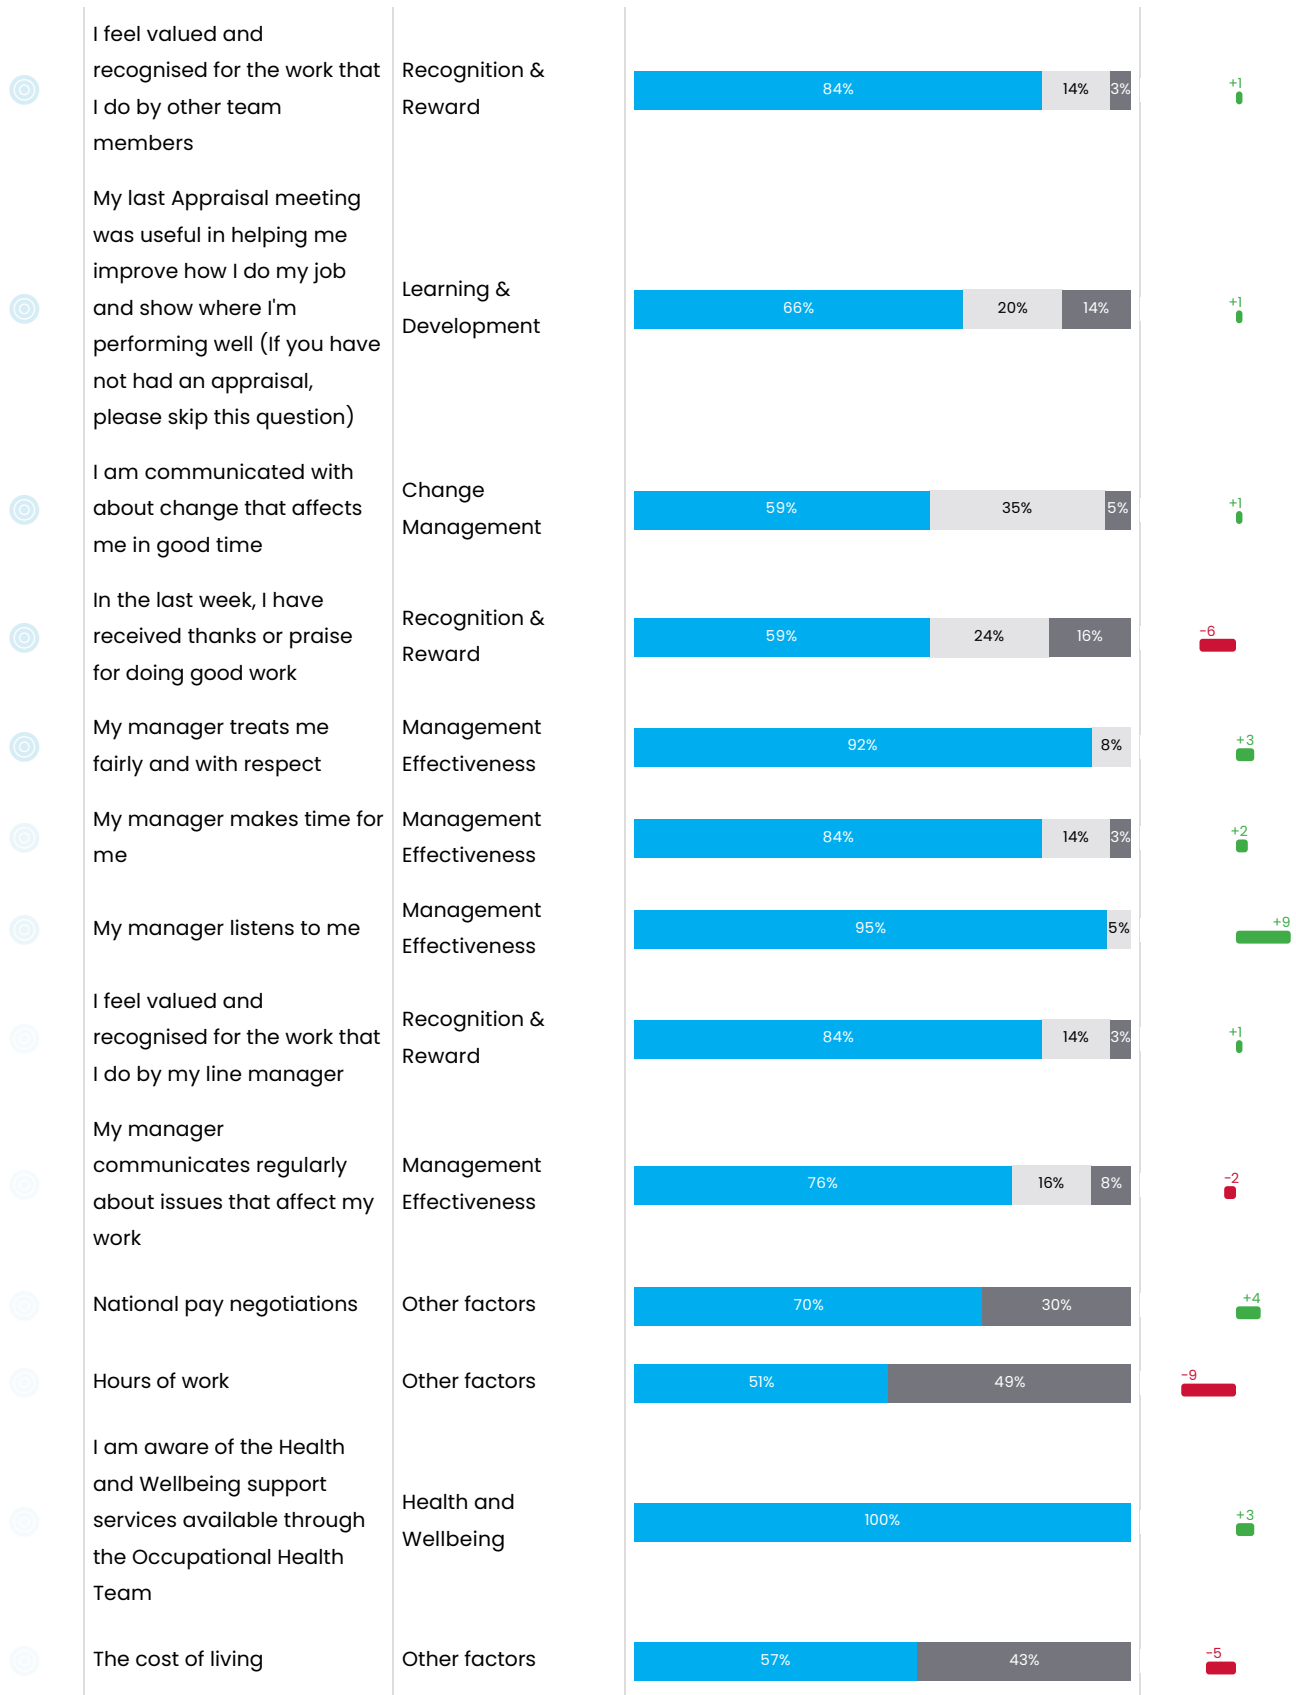 I feel valued and
recognised for the work that
I do by other team
members
Recognition &
Reward
84% 14% 3%
+1
My last Appraisal meeting
was useful in helping me
improve how I do my job
and show where I'm
performing well (If you have
not had an appraisal,
please skip this question)
Learning &
Development
66% 20% 14%
+1
I am communicated with
about change that affects
me in good time
Change
Management
59% 35% 5%
+1
In the last week, I have
received thanks or praise
for doing good work
Recognition &
Reward
59% 24% 16%
-6
My manager treats me
fairly and with respect
Management
Effectiveness
92% 8%
+3
My manager makes time for
me
Management
Effectiveness
84% 14% 3%
+2
My manager listens to me
Management
Effectiveness
95% 5%
+9
I feel valued and
recognised for the work that
I do by my line manager
Recognition &
Reward
84% 14% 3%
+1
My manager
communicates regularly
about issues that affect my
work
Management
Effectiveness
76% 16% 8%
-2
National pay negotiations
Other factors
70% 30%
+4
Hours of work
Other factors
51% 49%
-9
I am aware of the Health
and Wellbeing support
services available through
the Occupational Health
Team
Health and
Wellbeing
100%
+3
The cost of living
Other factors
57% 43%
-5